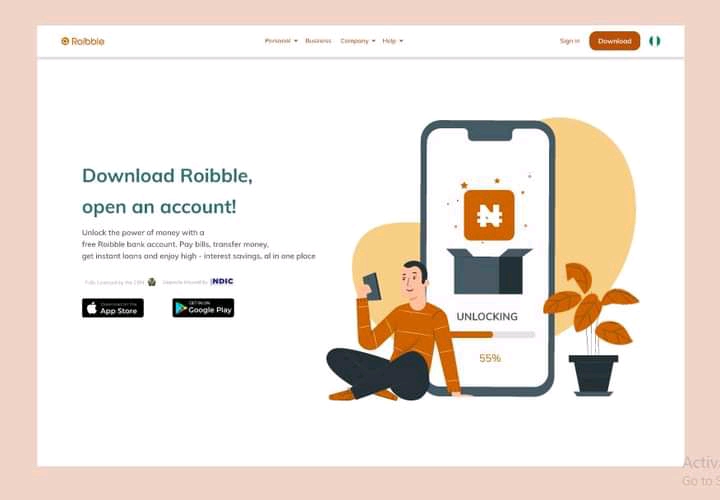 Roibble
Personal Business Company Help
Sign in
Download
Download Roibble,
open an account!
Unlock the power of money with a
free Roibble bank account. Pay bills, transfer money,
get instant loans and enjoy high - interest savings, al in one place
Fully Licensed by the CBN
Deposits Insured by NDIC
Download on the
App Store
GET IT ON
Google Play
₦
UNLOCKING
55%
Activa
Go to S